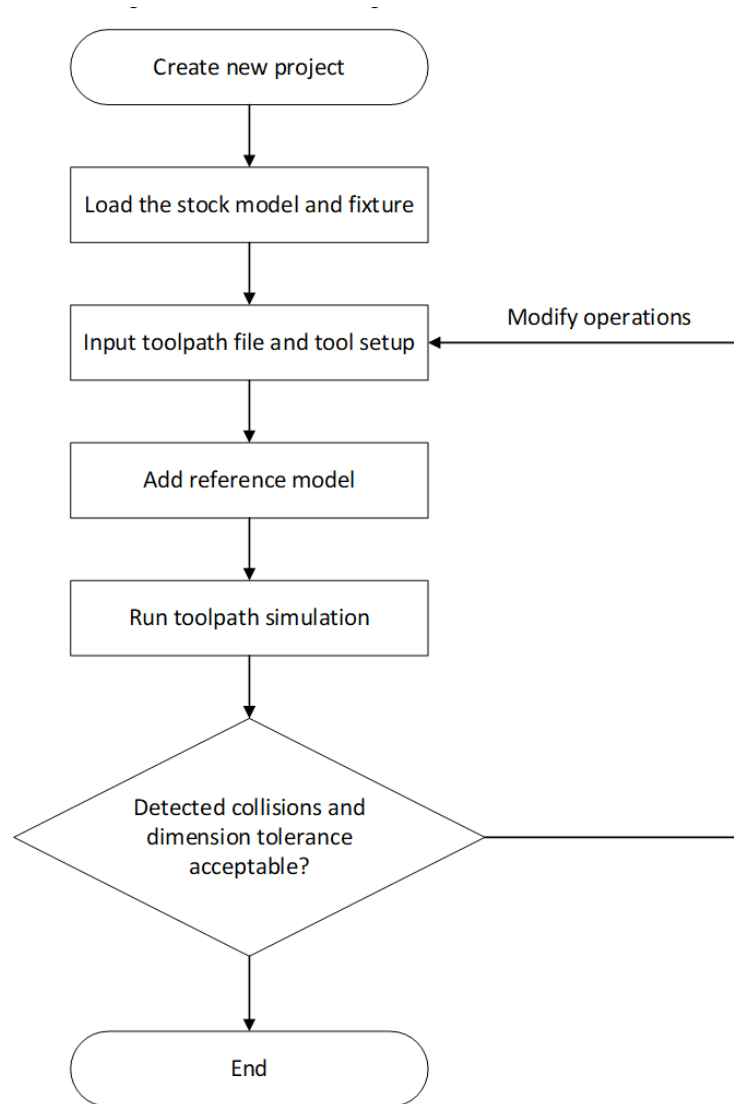 Create new project
Load the stock model and fixture
Modify operations
Input toolpath file and tool setup
Add reference model
Run toolpath simulation
Detected collisions and
dimension tolerance
acceptable?
End